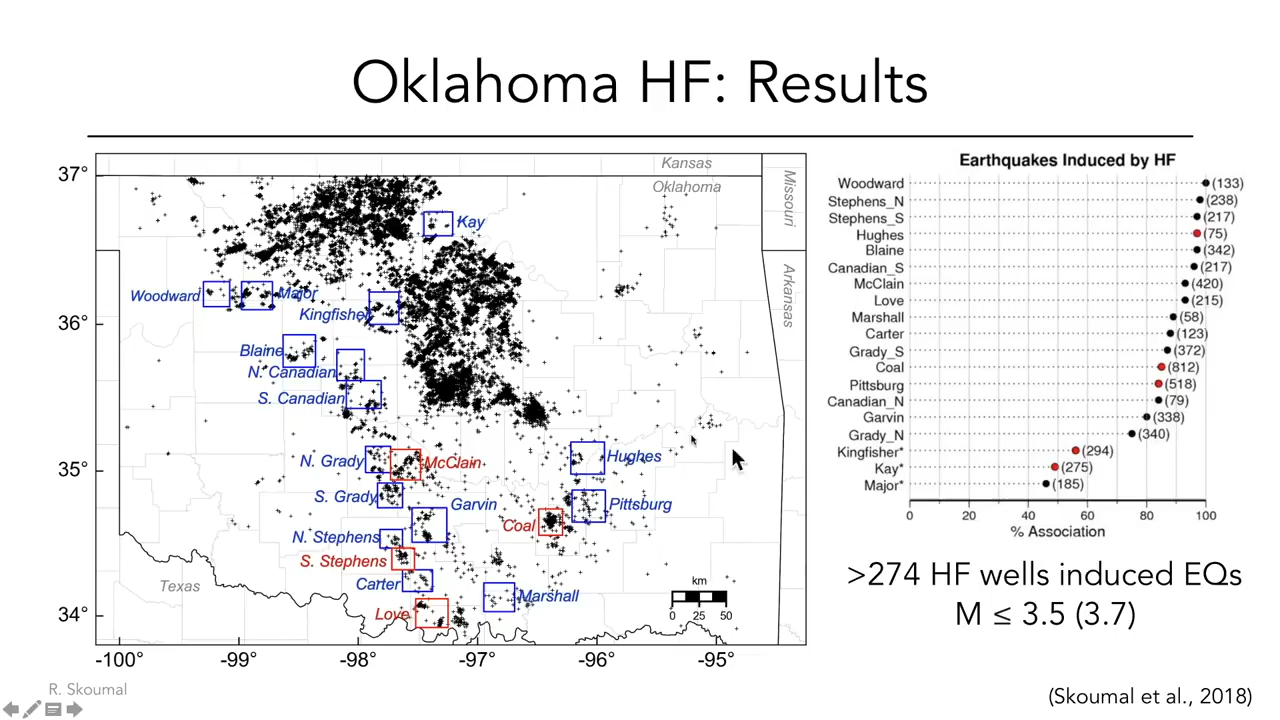 Oklahoma HF: Results
37°
36°
35°
34°
-100°
-99°
-98°
-97°
-96°
-95°
Kansas
Oklahoma
Missouri
Arkansas
Texas
Kay
Woodward
Major
Kingfisher
Blaine
N. Canadian
S. Canadian
N. Grady
McClain
Hughes
S. Grady
Garvin
Pittsburg
Coal
N. Stephens
S. Stephens
Carter
Marshall
Love
km
0 25 50
Earthquakes Induced by HF
Woodward (133)
Stephens_N (238)
Stephens_S (217)
Hughes (75)
Blaine (342)
Canadian_S (217)
McClain (420)
Love (215)
Marshall (58)
Carter (123)
Grady_S (372)
Coal (812)
Pittsburg (518)
Canadian_N (79)
Garvin (338)
Grady_N (340)
Kingfisher* (294)
Kay* (275)
Major* (185)
0 20 40 60 80 100
% Association
>274 HF wells induced EQs
M ≤ 3.5 (3.7)
R. Skoumal
(Skoumal et al., 2018)